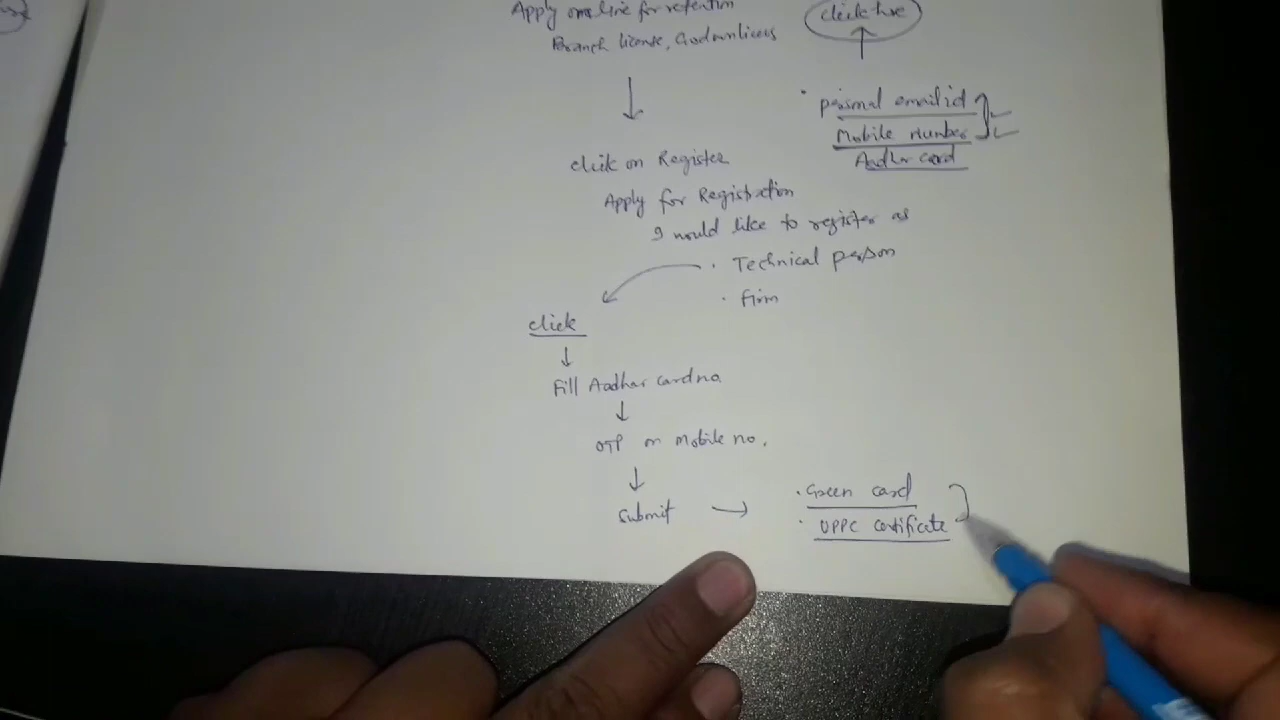 Apply online for retention
Branch license, Godown licens
click hre
personal email id
Mobile Number
Aadhar card
click on Register
Apply for Registration
I would like to register as
Technical person
Firm
click
Fill Aadhar card no.
OTP on Mobile no.
Submit
Green card
UPPC certificate